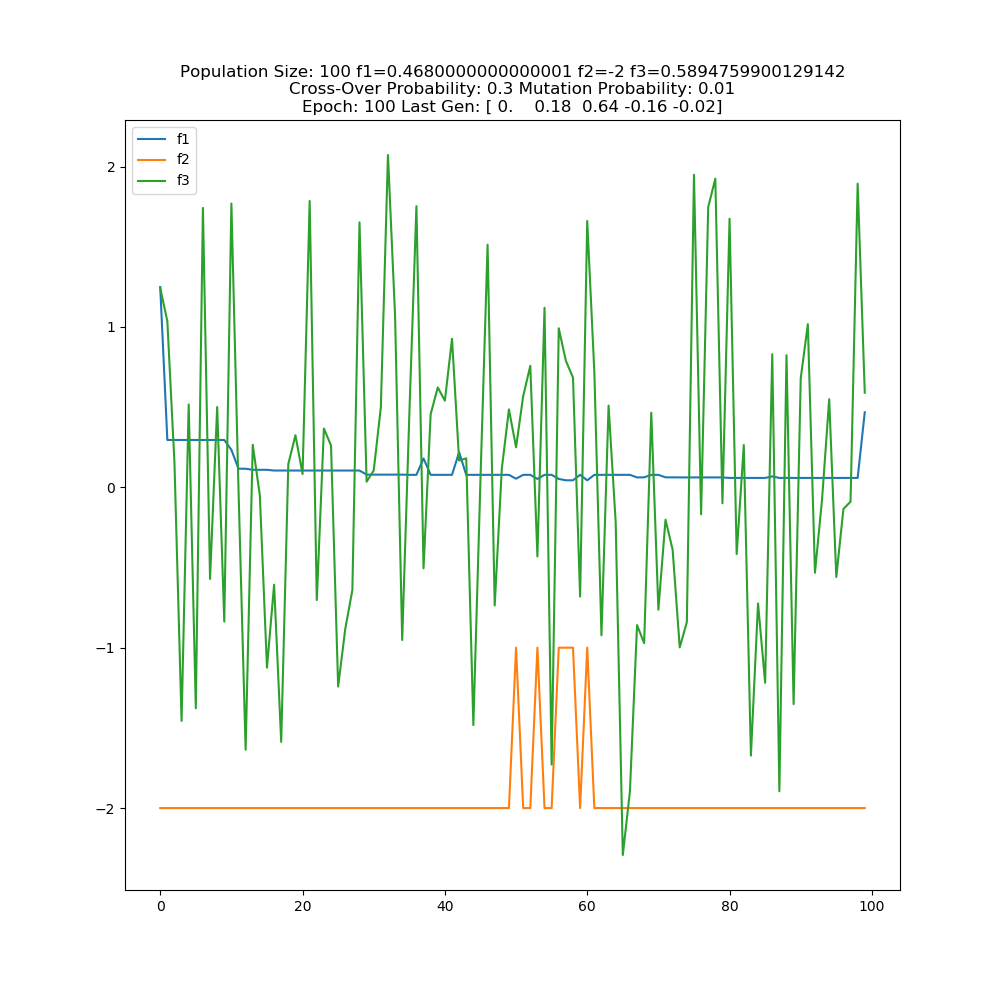 Population Size: 100 f1=0.4680000000000001 f2=-2 f3=0.5894759900129142
Cross-Over Probability: 0.3 Mutation Probability: 0.01
Epoch: 100 Last Gen: [ 0.    0.18  0.64 -0.16 -0.02]
f1
f2
f3
2
1
0
−1
−2
0 20 40 60 80 100